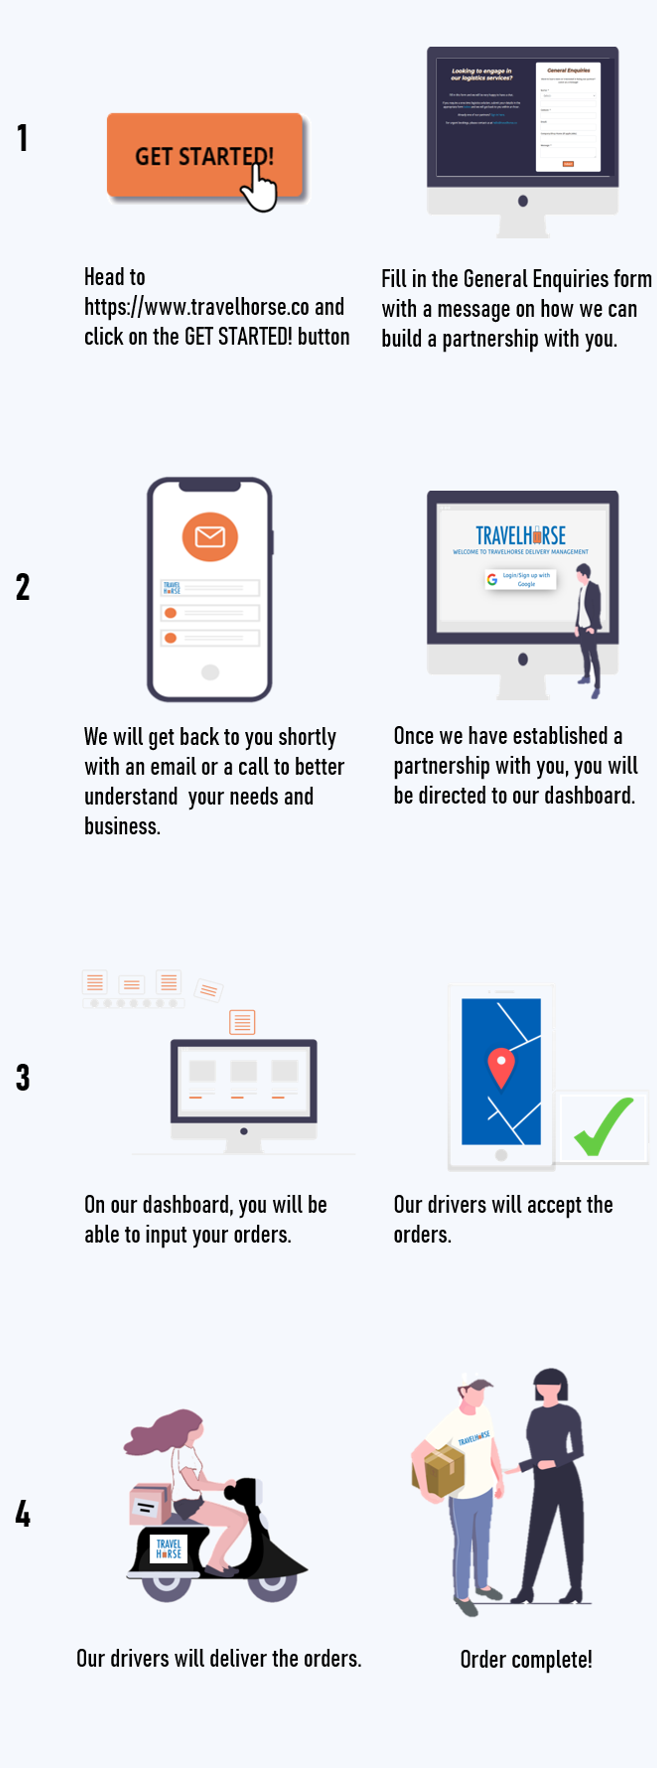 1
GET STARTED!
Looking to engage in
our logistics services?
General Enquiries
Head to
https://www.travelhorse.co and
click on the GET STARTED! button
Fill in the General Enquiries form
with a message on how we can
build a partnership with you.
2
TRAVEL
HORSE
TRAVELHORSE
WELCOME TO TRAVELHORSE DELIVERY MANAGEMENT
Login/Sign up with
Google
We will get back to you shortly
with an email or a call to better
understand your needs and
business.
Once we have established a
partnership with you, you will
be directed to our dashboard.
3
On our dashboard, you will be
able to input your orders.
Our drivers will accept the
orders.
4
TRAVEL
HORSE
TRAVELHORSE
Our drivers will deliver the orders.
Order complete!